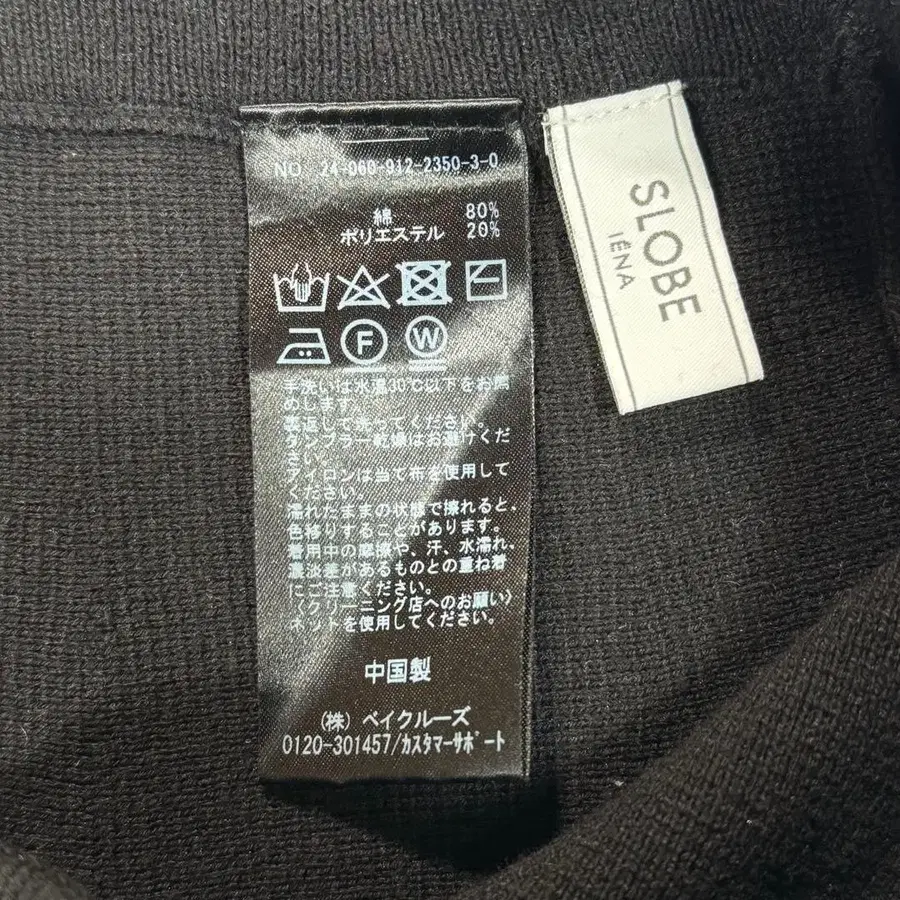 NO. 24-060-912-2350-3-0
綿 80%
ポリエステル 20%
F
W
手洗いは水温30℃以下をお薦
めします。
裏返して洗ってください。
タンブラー乾燥はお避けくだ
さい。
アイロンは当て布を使用して
ください。
濡れたままの状態で擦れると、
色移りすることがあります。
着用中の摩擦や、汗、水濡れ、
濃淡差があるものとの重ね着
にご注意ください。
〈クリーニング店へのお願い〉
ネットを使用してください。
中国製
(株) ベイクルーズ
0120-301457/カスタマーサポート
SLOBE
IÉNA